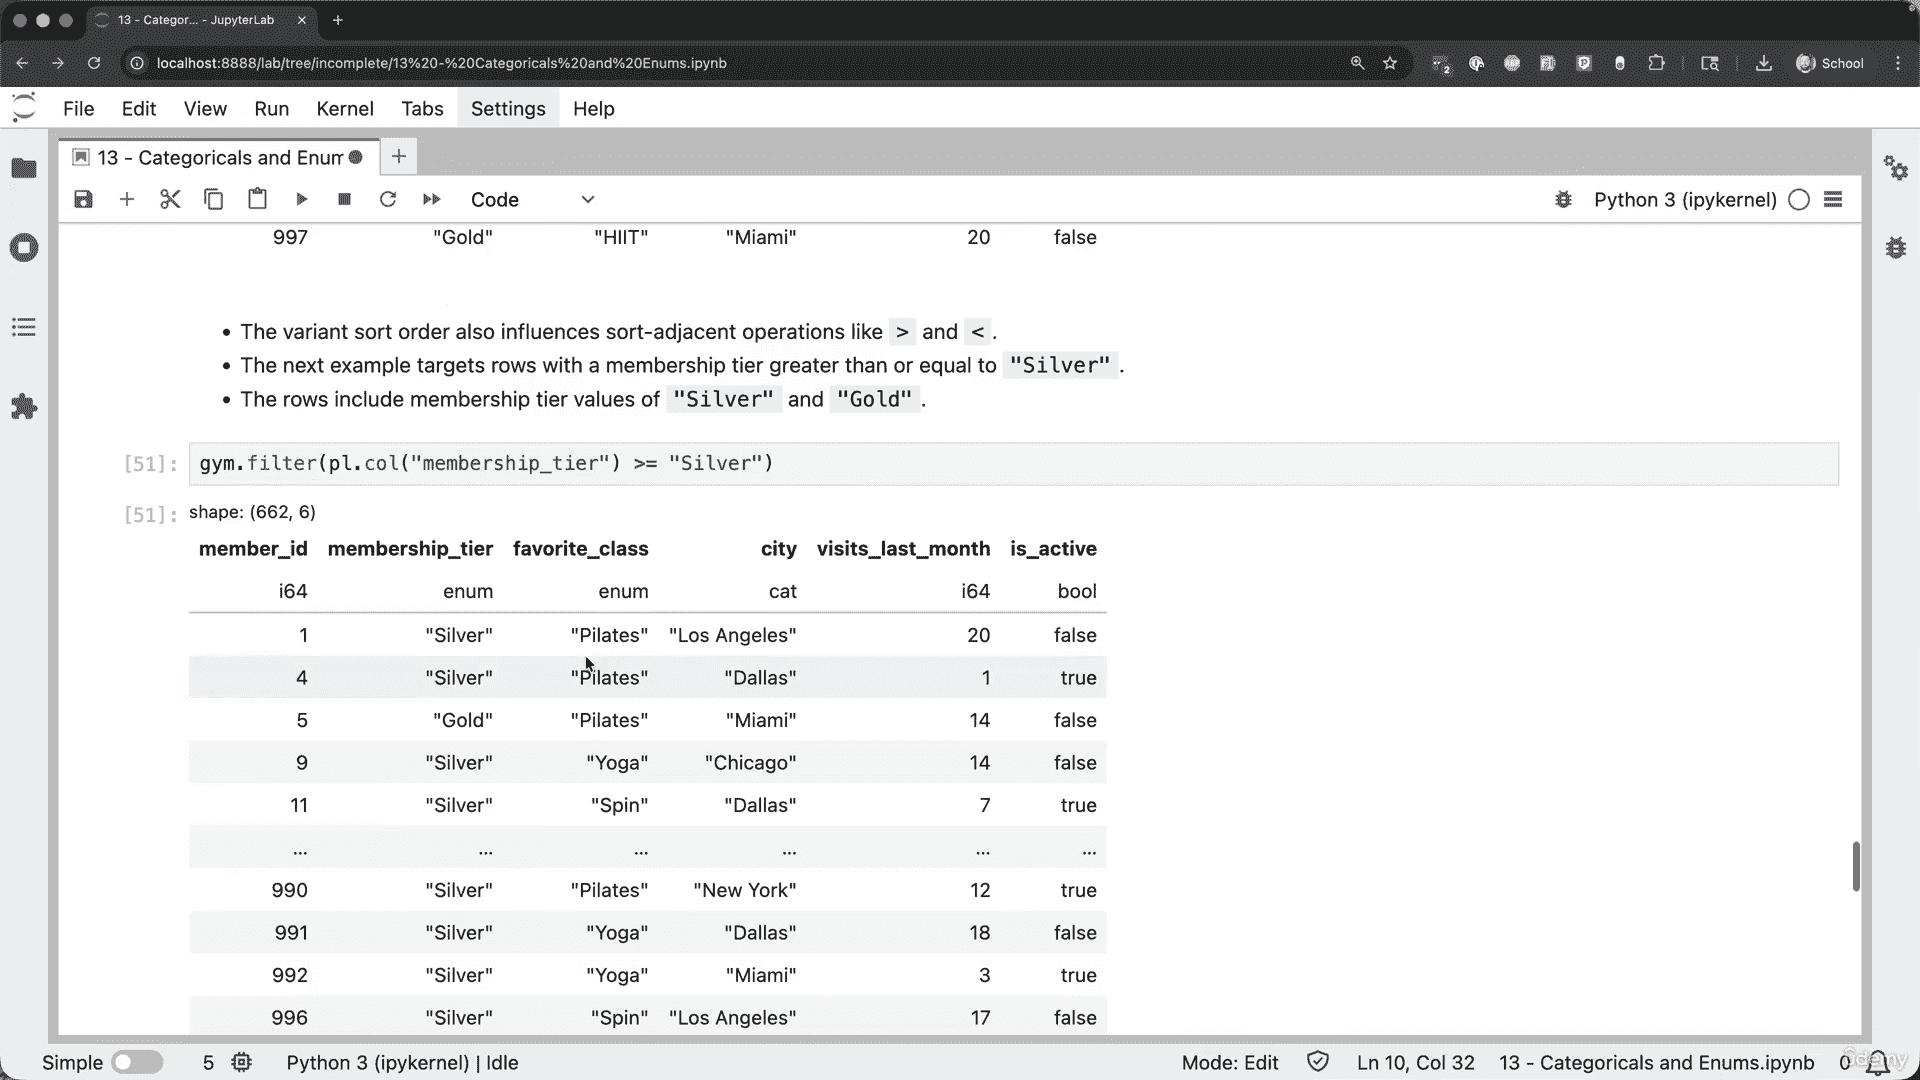 13 - Categor... - JupyterLab
localhost:8888/lab/tree/incomplete/13%20-%20Categoricals%20and%20Enums.ipynb
2
School
File Edit View Run Kernel Tabs Settings Help
13 - Categoricals and Enum
Code
Python 3 (ipykernel)
997 "Gold" "HIIT" "Miami" 20 false
• The variant sort order also influences sort-adjacent operations like > and < .
• The next example targets rows with a membership tier greater than or equal to "Silver" .
• The rows include membership tier values of "Silver" and "Gold" .
[51]: gym.filter(pl.col("membership_tier") >= "Silver")
[51]: shape: (662, 6)
member_id membership_tier favorite_class city visits_last_month is_active
i64 enum enum cat i64 bool
1 "Silver" "Pilates" "Los Angeles" 20 false
4 "Silver" "Pilates" "Dallas" 1 true
5 "Gold" "Pilates" "Miami" 14 false
9 "Silver" "Yoga" "Chicago" 14 false
11 "Silver" "Spin" "Dallas" 7 true
... ... ... ... ... ...
990 "Silver" "Pilates" "New York" 12 true
991 "Silver" "Yoga" "Dallas" 18 false
992 "Silver" "Yoga" "Miami" 3 true
996 "Silver" "Spin" "Los Angeles" 17 false
Simple 5 Python 3 (ipykernel) | Idle Mode: Edit Ln 10, Col 32 13 - Categoricals and Enums.ipynb 0
Udemy